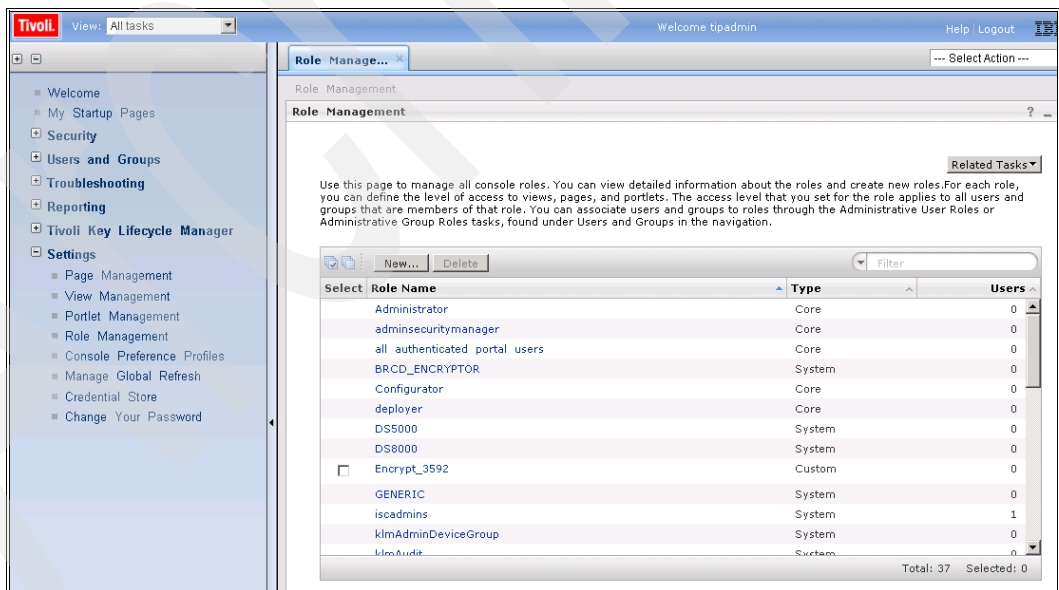 Tivoli. View: All tasks Welcome tipadmin Help Logout IBM
Role Manage... --- Select Action ---
Welcome
My Startup Pages
Security
Users and Groups
Troubleshooting
Reporting
Tivoli Key Lifecycle Manager
Settings
Page Management
View Management
Portlet Management
Role Management
Console Preference Profiles
Manage Global Refresh
Credential Store
Change Your Password
Role Management
Role Management ? _
Related Tasks
Use this page to manage all console roles. You can view detailed information about the roles and create new roles.For each role,
you can define the level of access to views, pages, and portlets. The access level that you set for the role applies to all users and
groups that are members of that role. You can associate users and groups to roles through the Administrative User Roles or
Administrative Group Roles tasks, found under Users and Groups in the navigation.
New... Delete Filter
Select Role Name Type Users
Administrator Core 0
adminsecuritymanager Core 0
all authenticated portal users Core 0
BRCD_ENCRYPTOR System 0
Configurator Core 0
deployer Core 0
DS5000 System 0
DS8000 System 0
Encrypt_3592 Custom 0
GENERIC System 0
iscadmins System 1
klmAdminDeviceGroup System 0
klmAudit System 0
Total: 37 Selected: 0